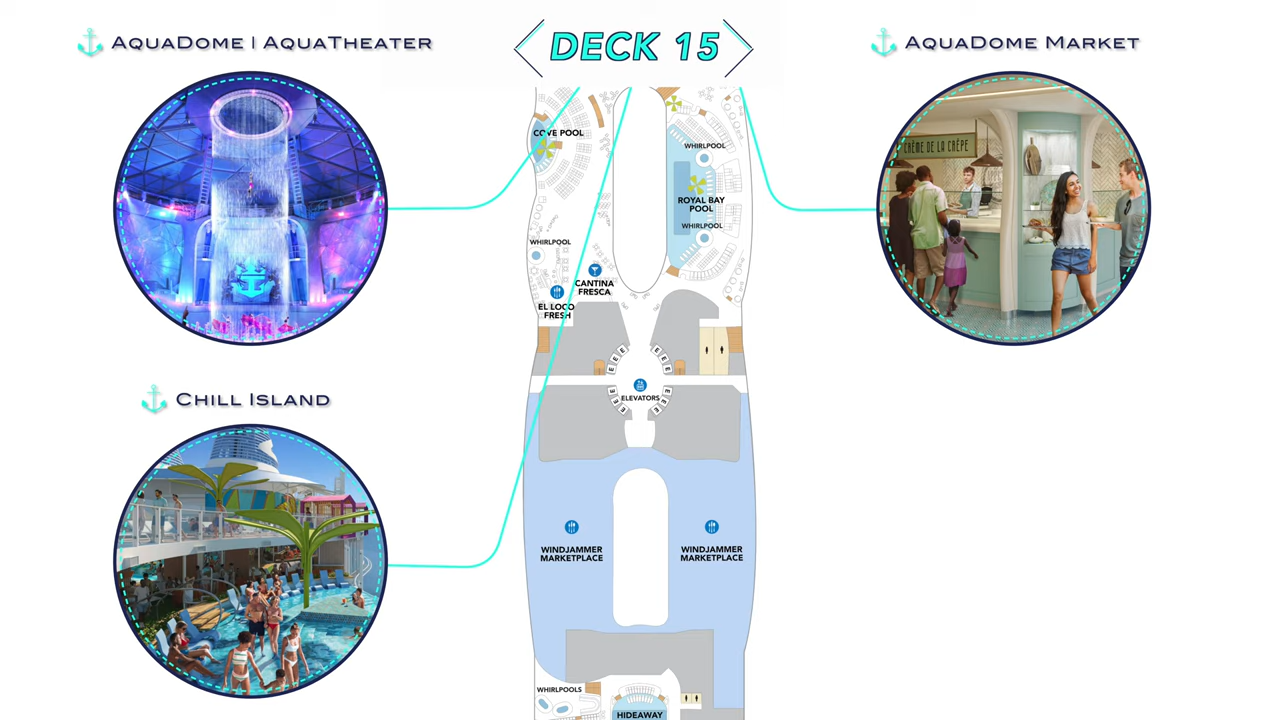 AQUADOME | AQUATHEATER
DECK 15
AQUADOME MARKET
CRÈME DE LA CRÊPE
COVE POOL
WHIRLPOOL
ROYAL BAY
POOL
WHIRLPOOL
WHIRLPOOL
CANTINA
FRESCA
EL LOCO
FRESH
E E E E E E
E E E E E E
ELEVATORS
CHILL ISLAND
WINDJAMMER
MARKETPLACE
WINDJAMMER
MARKETPLACE
WHIRLPOOLS
HIDEAWAY